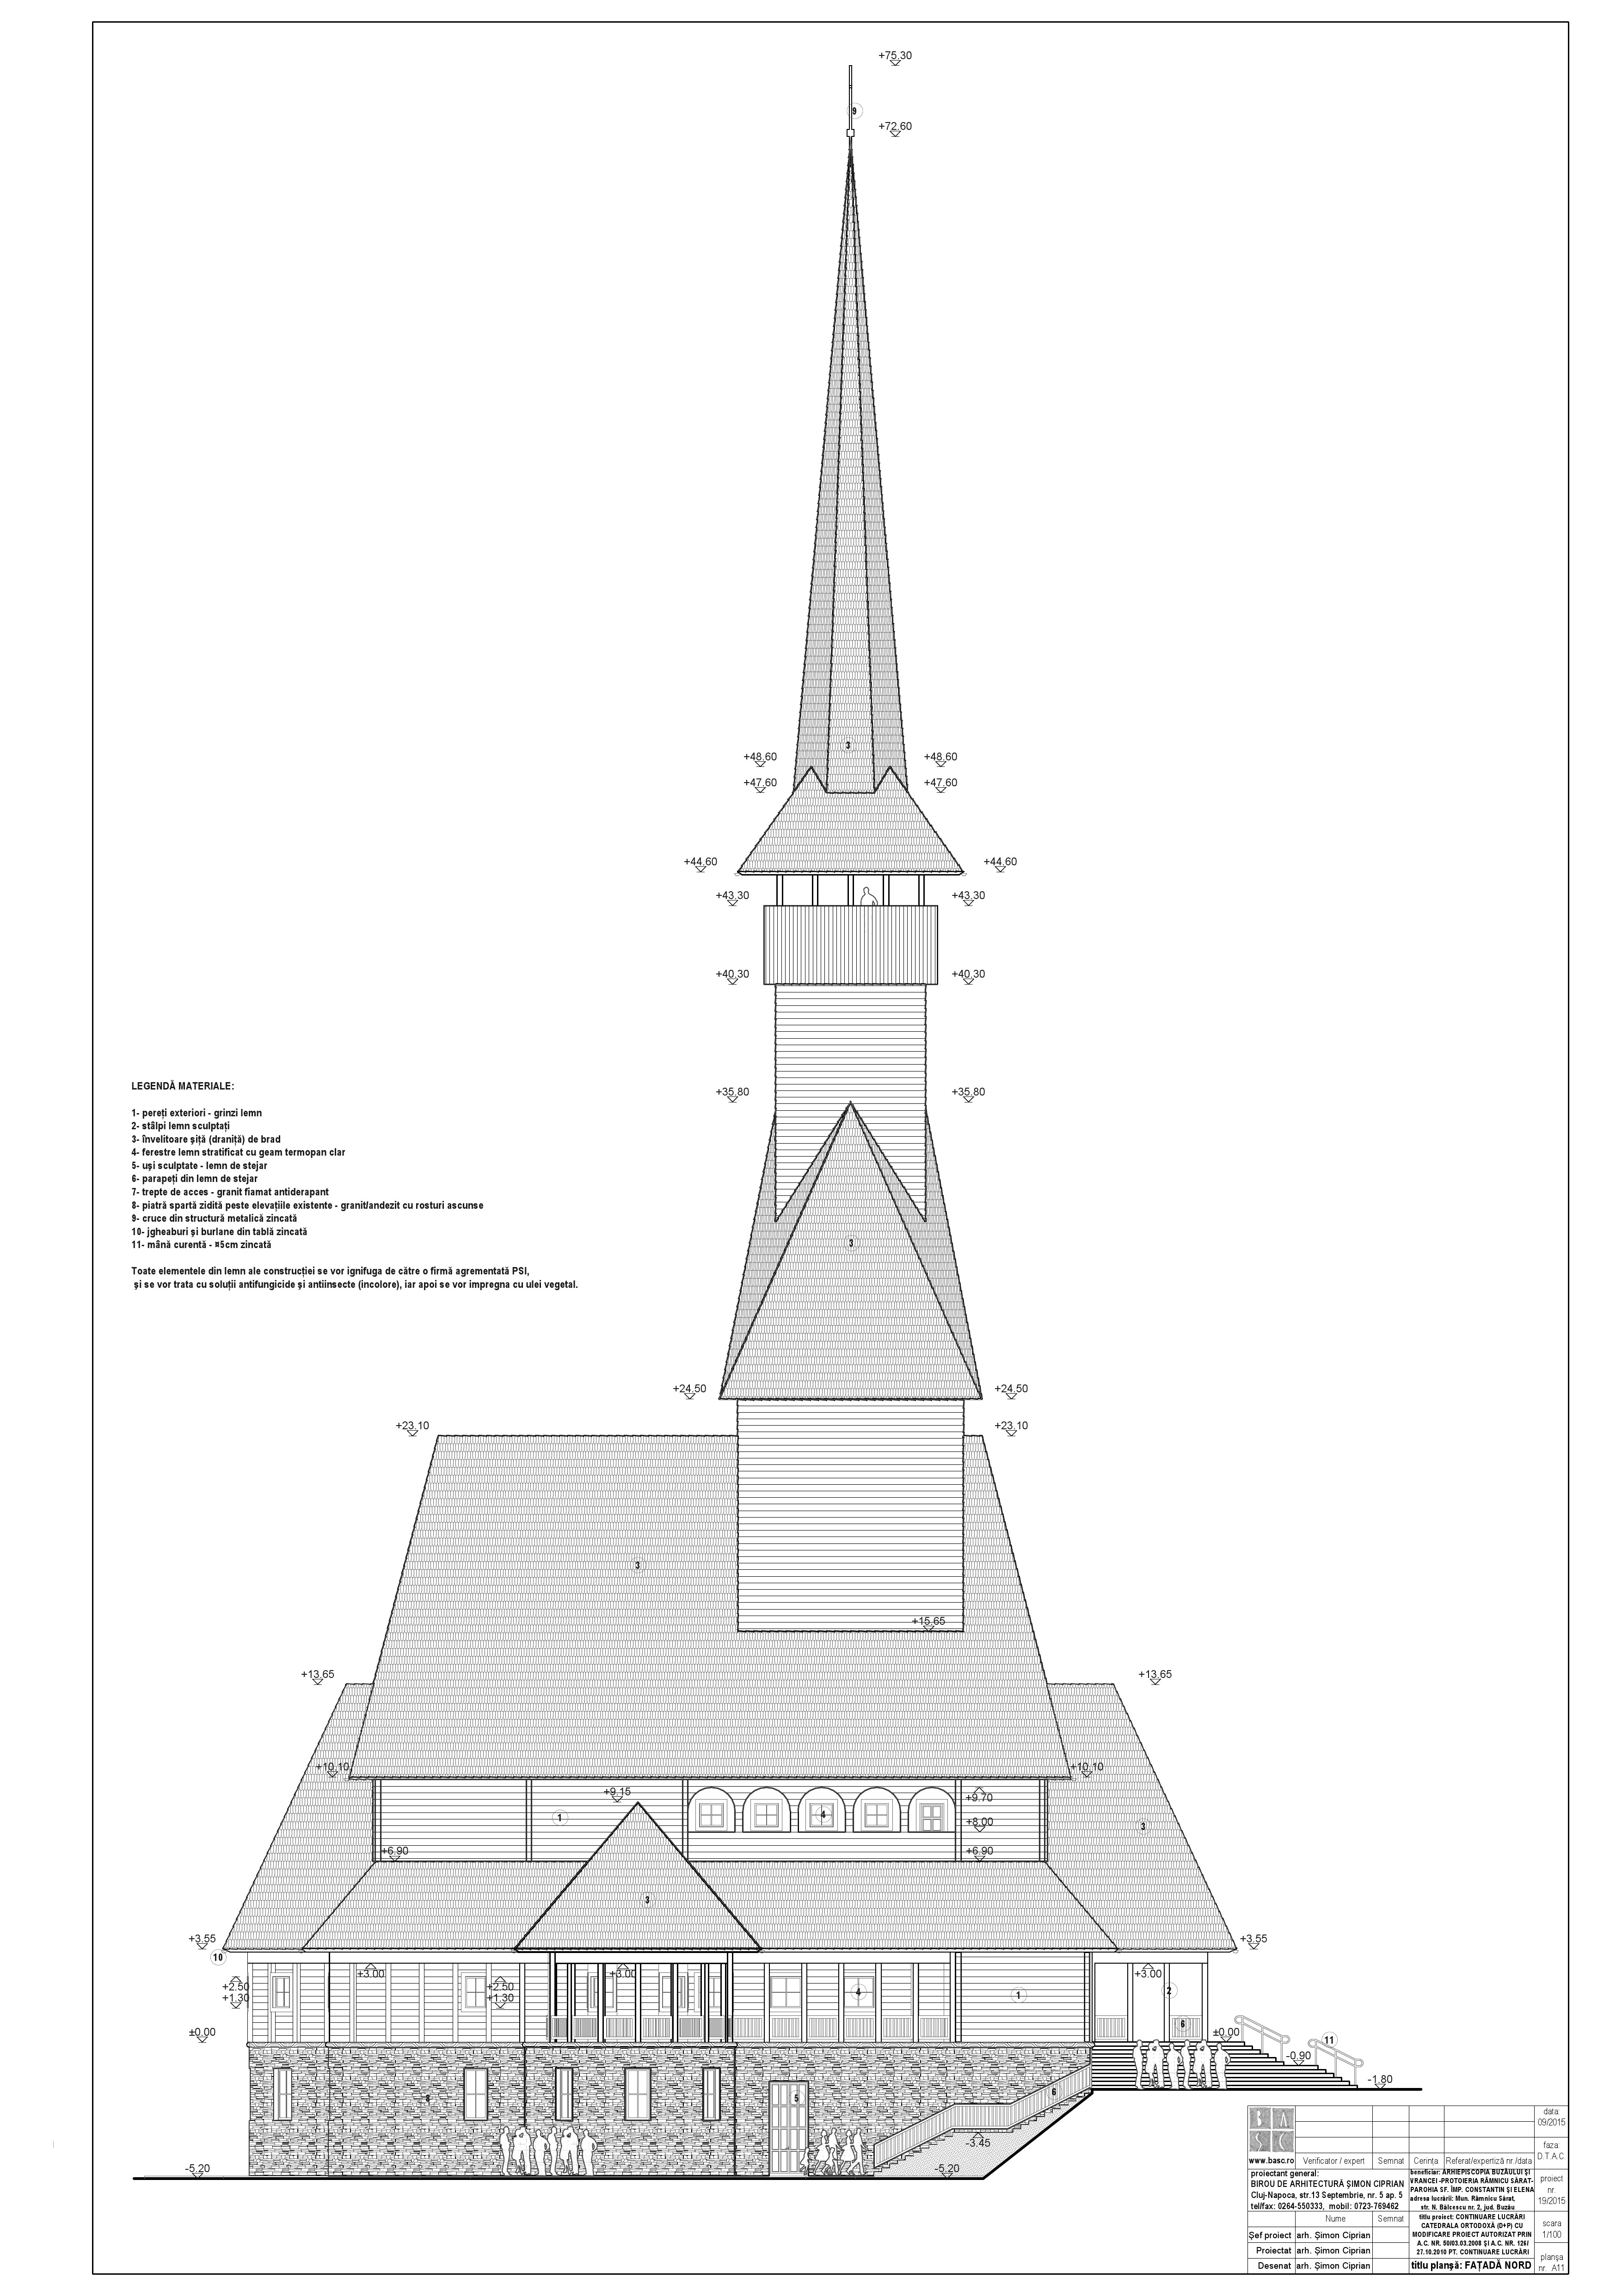 +75,30
9
+72,60
3
+48,60
+48,60
+47,60
+47,60
+44,60
+44,60
+43,30
+43,30
+40,30
+40,30
LEGENDĂ MATERIALE:
1- pereți exteriori - grinzi lemn
2- stâlpi lemn sculptați
3- învelitoare șiță (draniță) de brad
4- ferestre lemn stratificat cu geam termopan clar
5- uși sculptate - lemn de stejar
6- parapeți din lemn de stejar
7- trepte de acces - granit fiamat antiderapant
8- piatră spartă zidită peste elevațiile existente - granit/andezit cu rosturi ascunse
9- cruce din structură metalică zincată
10- jgheaburi și burlane din tablă zincată
11- mână curentă - ¤5cm zincată
Toate elementele din lemn ale construcției se vor ignifuga de către o firmă agrementată PSI,
și se vor trata cu soluții antifungicide și antiinsecte (incolore), iar apoi se vor impregna cu ulei vegetal.
+35,80
+35,80
3
+24,50
+24,50
+23,10
+23,10
3
+15,65
+13,65
+13,65
+10,10
+10,10
+9,15
+9,70
1
4
+8,00
3
+6,90
+6,90
3
+3,55
+3,55
10
+3,00
+3,00
+3,00
+2,50
+2,50
+1,30
+1,30
4
1
2
6
±0,00
±0,00
11
-0,90
-1,80
8
5
6
-3,45
-5,20
-5,20
data:
09/2015
faza:
D.T.A.C.
www.basc.ro
Verificator / expert
Semnat
Cerința
Referat/expertiză nr./data
proiectant general:
BIROU DE ARHITECTURĂ ȘIMON CIPRIAN
Cluj-Napoca, str.13 Septembrie, nr. 5 ap. 5
tel/fax: 0264-550333, mobil: 0723-769462
beneficiar: ARHIEPISCOPIA BUZĂULUI ȘI
VRANCEI -PROTOIERIA RÂMNICU SĂRAT-
PAROHIA SF. ÎMP. CONSTANTIN ȘI ELENA
adresa lucrării: Mun. Râmnicu Sărat,
str. N. Bălcescu nr. 2, jud. Buzău
proiect
nr.
19/2015
Nume
Semnat
Șef proiect
arh. Șimon Ciprian
Proiectat
arh. Șimon Ciprian
Desenat
arh. Șimon Ciprian
titlu proiect: CONTINUARE LUCRĂRI
CATEDRALA ORTODOXĂ (D+P) CU
MODIFICARE PROIECT AUTORIZAT PRIN
A.C. NR. 50/03.03.2008 ȘI A.C. NR. 126/
27.10.2010 PT. CONTINUARE LUCRĂRI
titlu planșă: FAȚADĂ NORD
scara
1/100
planșa
nr. A11